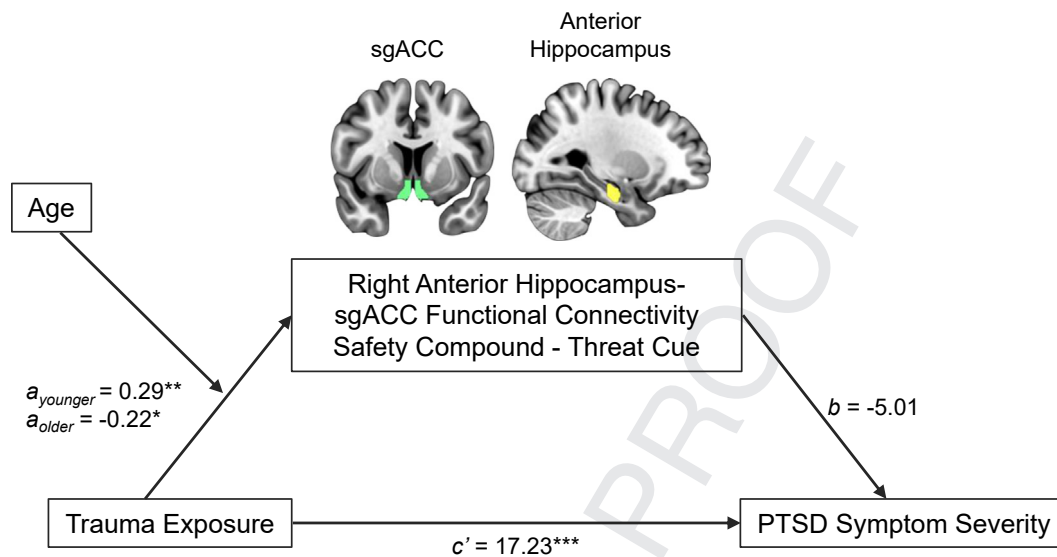 sgACC
Anterior
Hippocampus
Age
Right Anterior Hippocampus-
sgACC Functional Connectivity
Safety Compound - Threat Cue
a_younger = 0.29**
a_older = -0.22*
b = -5.01
Trauma Exposure
PTSD Symptom Severity
c' = 17.23***
PROOF